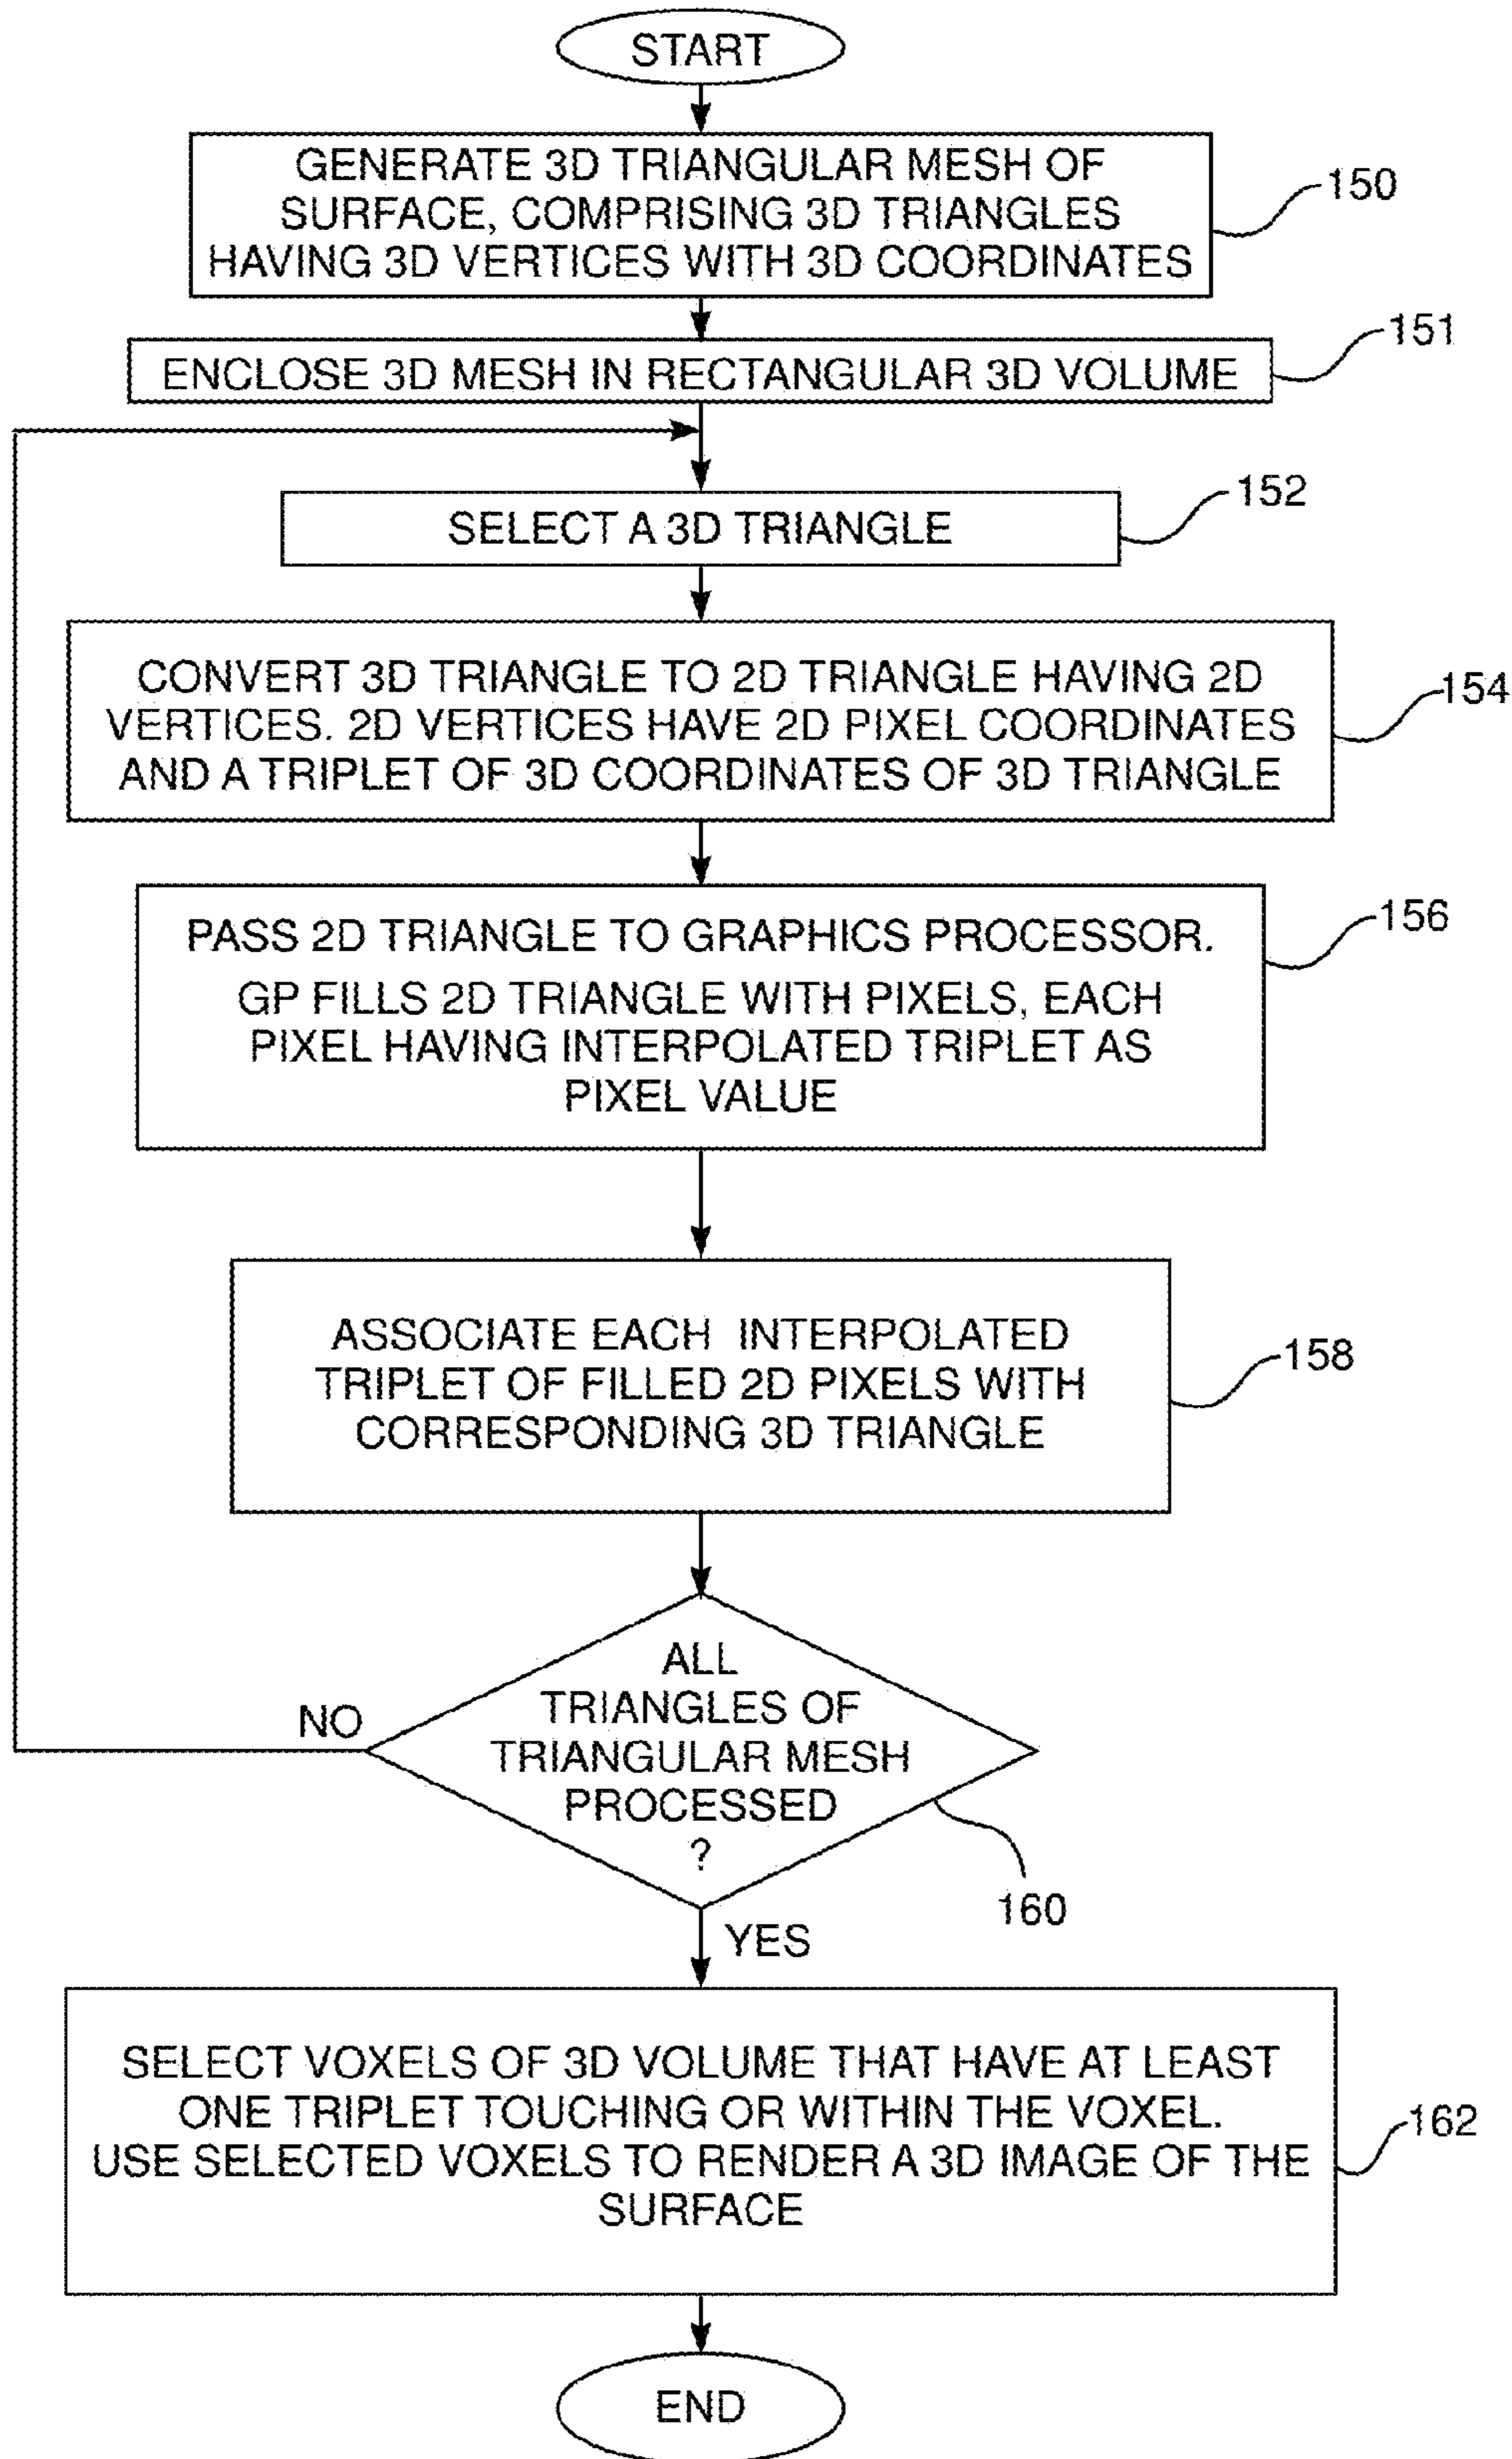 START
GENERATE 3D TRIANGULAR MESH OF
SURFACE, COMPRISING 3D TRIANGLES
HAVING 3D VERTICES WITH 3D COORDINATES
150
ENCLOSE 3D MESH IN RECTANGULAR 3D VOLUME
151
SELECT A 3D TRIANGLE
152
CONVERT 3D TRIANGLE TO 2D TRIANGLE HAVING 2D
VERTICES. 2D VERTICES HAVE 2D PIXEL COORDINATES
AND A TRIPLET OF 3D COORDINATES OF 3D TRIANGLE
154
PASS 2D TRIANGLE TO GRAPHICS PROCESSOR.
GP FILLS 2D TRIANGLE WITH PIXELS, EACH
PIXEL HAVING INTERPOLATED TRIPLET AS
PIXEL VALUE
156
ASSOCIATE EACH INTERPOLATED
TRIPLET OF FILLED 2D PIXELS WITH
CORRESPONDING 3D TRIANGLE
158
ALL
TRIANGLES OF
TRIANGULAR MESH
PROCESSED
?
NO
160
YES
SELECT VOXELS OF 3D VOLUME THAT HAVE AT LEAST
ONE TRIPLET TOUCHING OR WITHIN THE VOXEL.
USE SELECTED VOXELS TO RENDER A 3D IMAGE OF THE
SURFACE
162
END